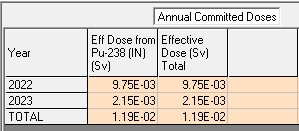 Annual Committed Doses
Year Eff Dose from Pu-238 (IN) (Sv) Effective Dose (Sv) Total
2022 9.75E-03 9.75E-03
2023 2.15E-03 2.15E-03
TOTAL 1.19E-02 1.19E-02